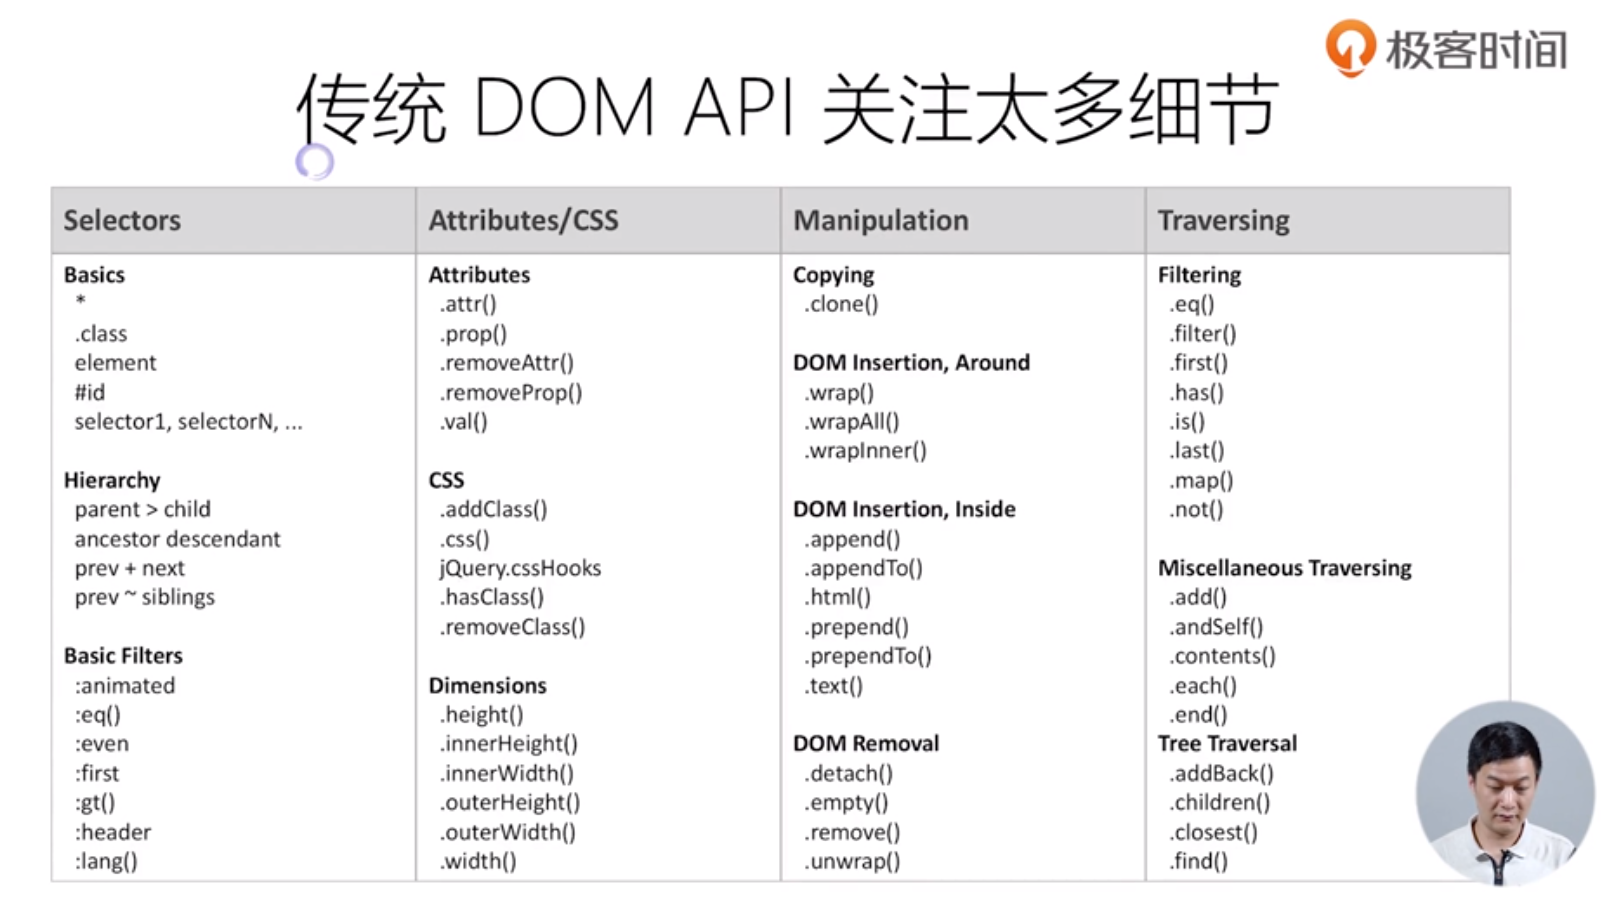 极客时间
传统 DOM API 关注太多细节
Selectors
Basics
*
.class
element
#id
selector1, selectorN, ...
Hierarchy
parent > child
ancestor descendant
prev + next
prev ~ siblings
Basic Filters
:animated
:eq()
:even
:first
:gt()
:header
:lang()
Attributes/CSS
Attributes
.attr()
.prop()
.removeAttr()
.removeProp()
.val()
CSS
.addClass()
.css()
jQuery.cssHooks
.hasClass()
.removeClass()
Dimensions
.height()
.innerHeight()
.innerWidth()
.outerHeight()
.outerWidth()
.width()
Manipulation
Copying
.clone()
DOM Insertion, Around
.wrap()
.wrapAll()
.wrapInner()
DOM Insertion, Inside
.append()
.appendTo()
.html()
.prepend()
.prependTo()
.text()
DOM Removal
.detach()
.empty()
.remove()
.unwrap()
Traversing
Filtering
.eq()
.filter()
.first()
.has()
.is()
.last()
.map()
.not()
Miscellaneous Traversing
.add()
.andSelf()
.contents()
.each()
.end()
Tree Traversal
.addBack()
.children()
.closest()
.find()